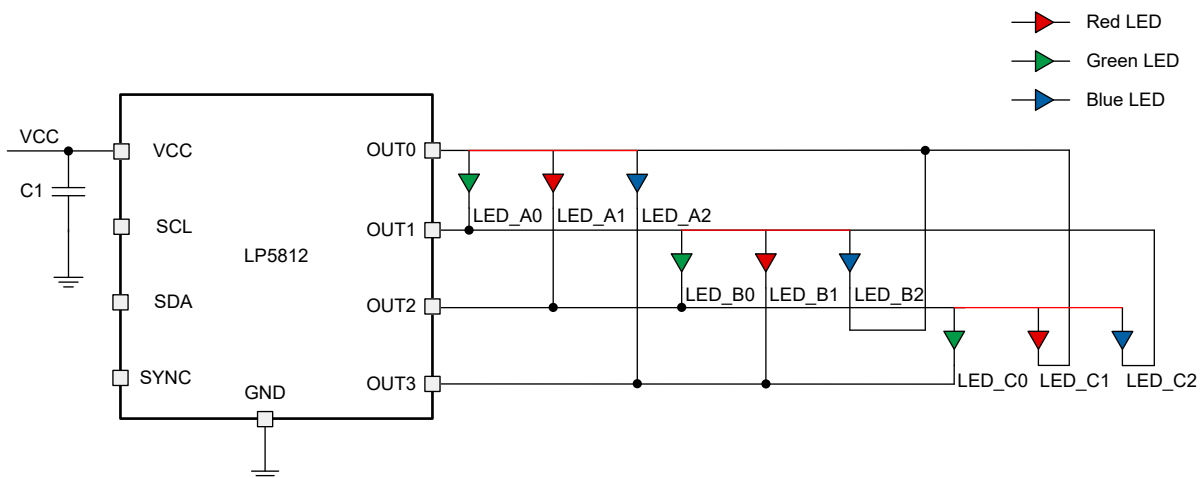 Red LED
Green LED
Blue LED
VCC
VCC
OUT0
C1
LED_A0
LED_A1
LED_A2
SCL
OUT1
LP5812
LED_B0
LED_B1
LED_B2
SDA
OUT2
SYNC
GND
OUT3
LED_C0
LED_C1
LED_C2